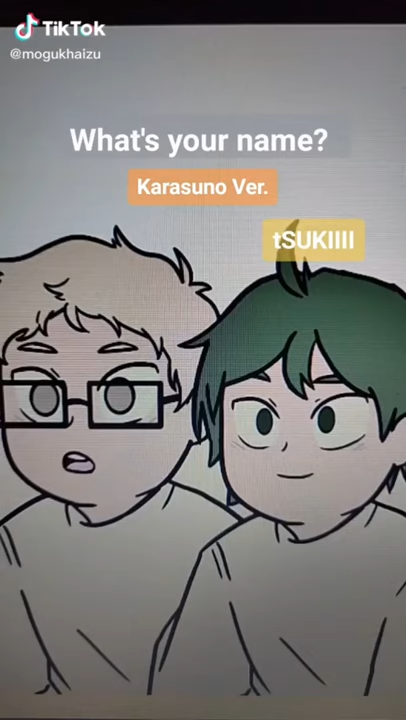 TikTok
@mogukhaizu
What's your name?
Karasuno Ver.
tSUKIIII